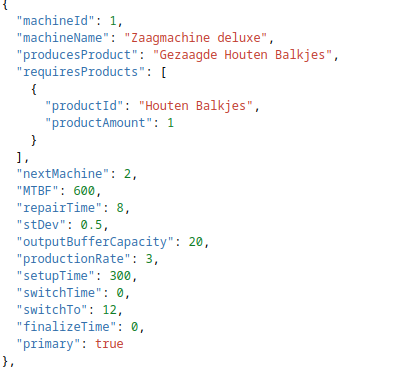 {
  "machineId": 1,
  "machineName": "Zaagmachine deluxe",
  "producesProduct": "Gezaagde Houten Balkjes",
  "requiresProducts": [
    {
      "productId": "Houten Balkjes",
      "productAmount": 1
    }
  ],
  "nextMachine": 2,
  "MTBF": 600,
  "repairTime": 8,
  "stDev": 0.5,
  "outputBufferCapacity": 20,
  "productionRate": 3,
  "setupTime": 300,
  "switchTime": 0,
  "switchTo": 12,
  "finalizeTime": 0,
  "primary": true
},